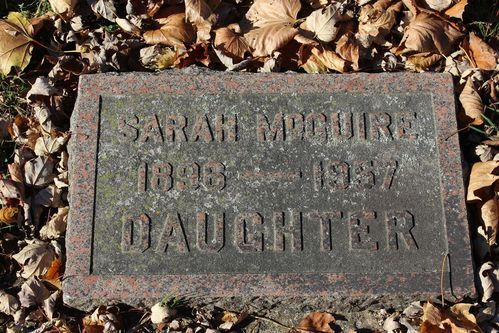 SARAH McGUIRE
1896 — 1957
DAUGHTER